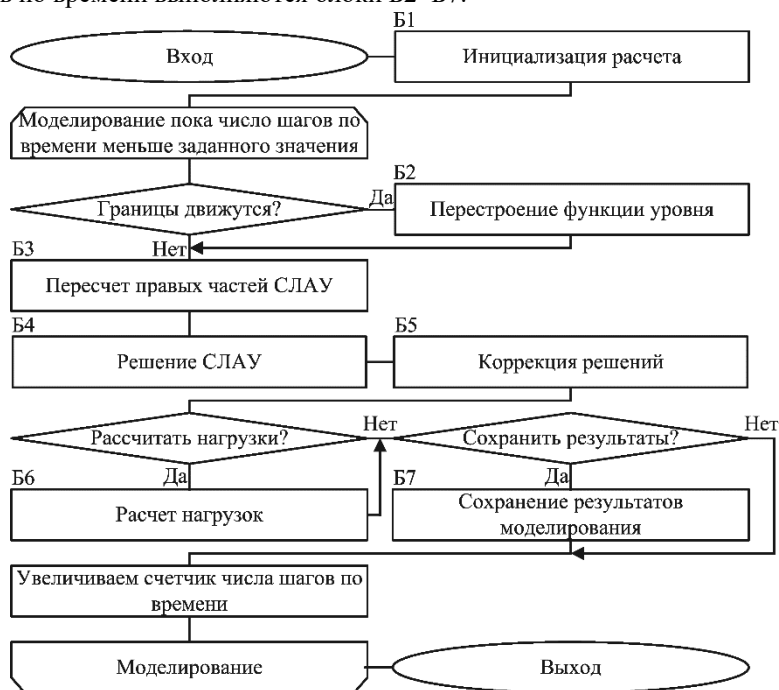 в по времени выполняются блоки Б2–Б7.
Б1
Вход
Инициализация расчета
Моделирование пока число шагов по
времени меньше заданного значения
Б2
Границы движутся?
Да
Перестроение функции уровня
Б3
Нет
Пересчет правых частей СЛАУ
Б4
Б5
Решение СЛАУ
Коррекция решений
Нет
Нет
Рассчитать нагрузки?
Сохранить результаты?
Б6
Да
Б7
Да
Расчет нагрузок
Сохранение результатов
моделирования
Увеличиваем счетчик числа шагов по
времени
Моделирование
Выход